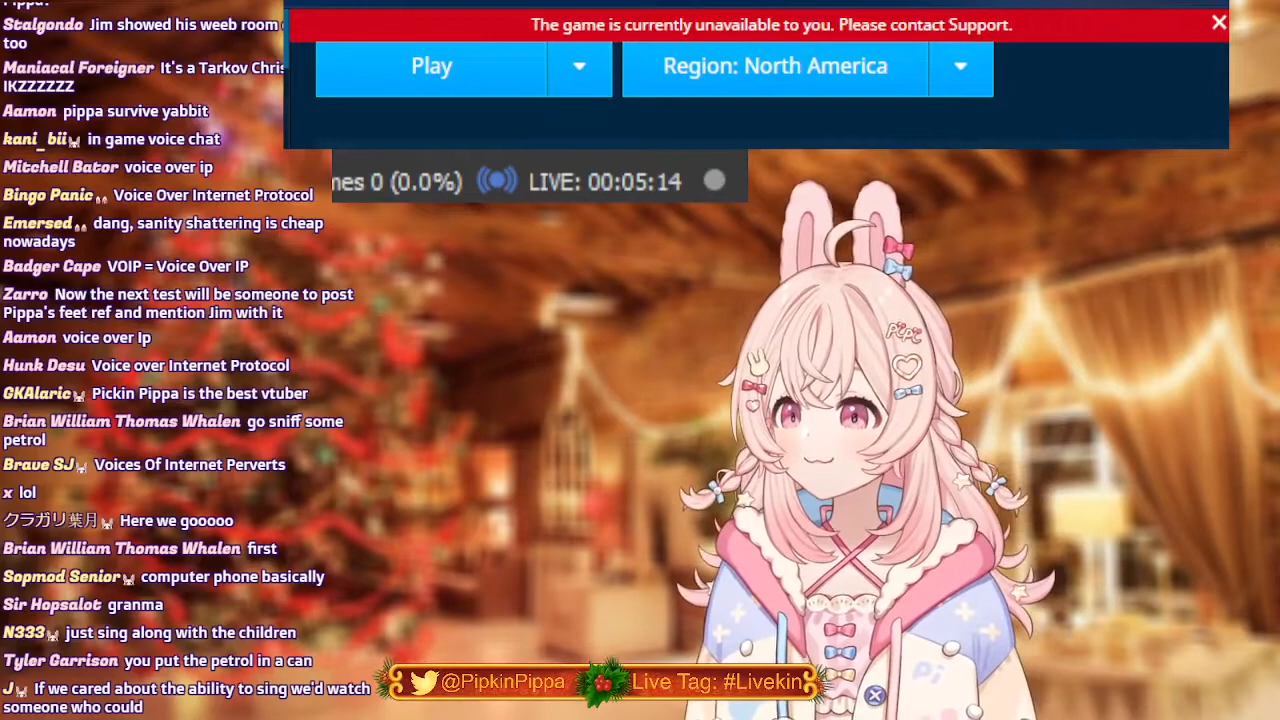 Pippa!
Stalgondo Jim showed his weeb room
too
Maniacal Foreigner It's a Tarkov Chris
IKZZZZZZ
Aamon pippa survive yabbit
kani_bii in game voice chat
Mitchell Bator voice over ip
Bingo Panic Voice Over Internet Protocol
Emersed dang, sanity shattering is cheap
nowadays
Badger Cape VOIP = Voice Over IP
Zarro Now the next test will be someone to post
Pippa's feet ref and mention Jim with it
Aamon voice over Ip
Hunk Desu Voice over Internet Protocol
GKAlaric Pickin Pippa is the best vtuber
Brian William Thomas Whalen go sniff some
petrol
Brave SJ Voices Of Internet Perverts
x lol
クラガリ葉月 Here we gooooo
Brian William Thomas Whalen first
Sopmod Senior computer phone basically
Sir Hopsalot granma
N333 just sing along with the children
Tyler Garrison you put the petrol in a can
J If we cared about the ability to sing we'd watch
someone who could
The game is currently unavailable to you. Please contact Support.
Play
Region: North America
mes 0 (0.0%) LIVE: 00:05:14
PiPi
Pi
@PipkinPippa Live Tag: #Livekin